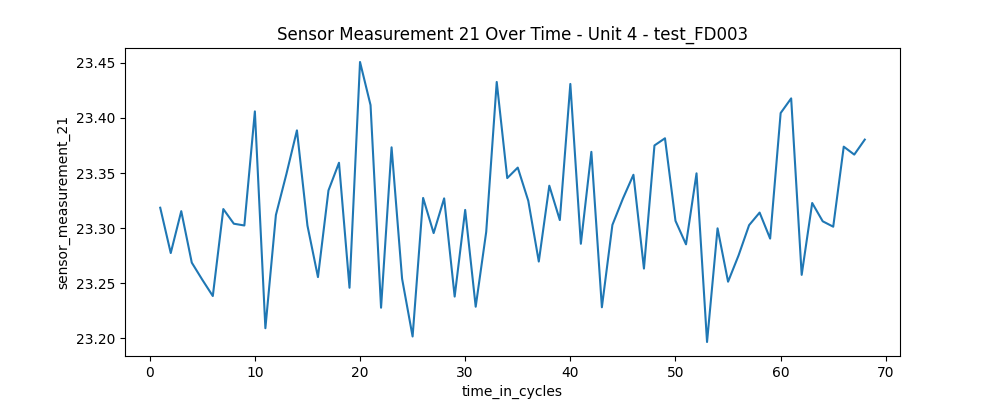 Sensor Measurement 21 Over Time - Unit 4 - test_FD003
sensor_measurement_21
23.45
23.40
23.35
23.30
23.25
23.20
0 10 20 30 40 50 60 70
time_in_cycles